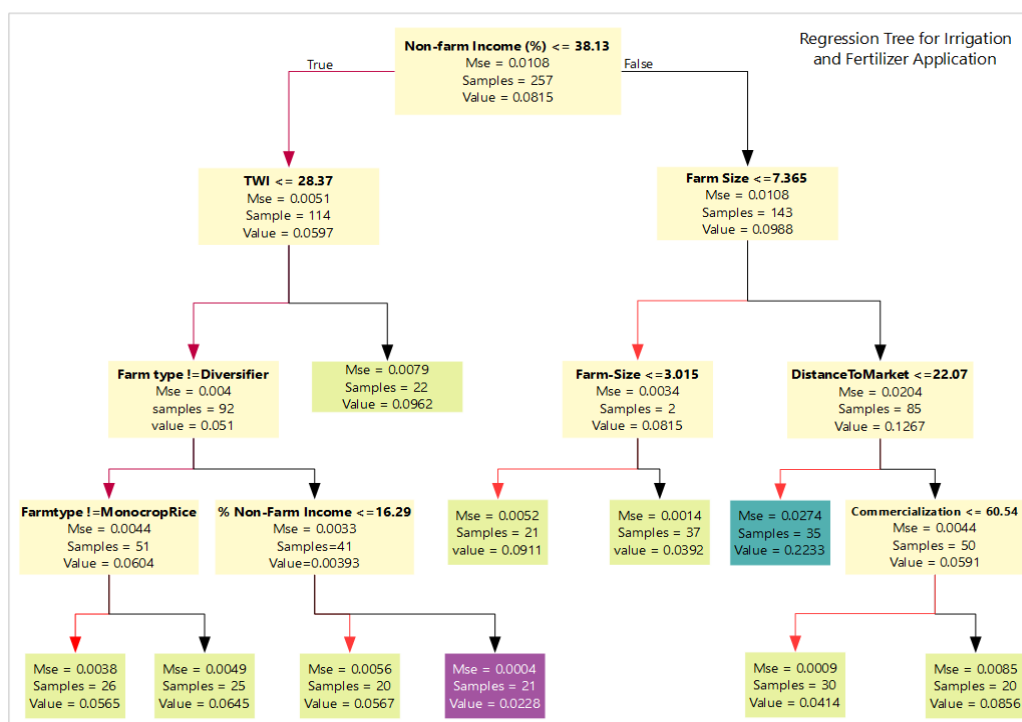 Regression Tree for Irrigation
and Fertilizer Application
Non-farm Income (%) <= 38.13
Mse = 0.0108
Samples = 257
Value = 0.0815
True
False
TWI <= 28.37
Mse = 0.0051
Sample = 114
Value = 0.0597
Farm Size <=7.365
Mse = 0.0108
Samples = 143
Value = 0.0988
Farm type !=Diversifier
Mse = 0.004
samples = 92
value = 0.051
Mse = 0.0079
Samples = 22
Value = 0.0962
Farm-Size <=3.015
Mse = 0.0034
Samples = 2
Value = 0.0815
DistanceToMarket <=22.07
Mse = 0.0204
Samples = 85
Value = 0.1267
Farmtype !=MonocropRice
Mse = 0.0044
Samples = 51
Value = 0.0604
% Non-Farm Income <=16.29
Mse = 0.0033
Samples=41
Value=0.00393
Mse = 0.0052
Samples = 21
value = 0.0911
Mse = 0.0014
Samples = 37
value = 0.0392
Mse = 0.0274
Samples = 35
Value = 0.2233
Commercialization <= 60.54
Mse = 0.0044
Samples = 50
Value = 0.0591
Mse = 0.0038
Samples = 26
Value = 0.0565
Mse = 0.0049
Samples = 25
Value = 0.0645
Mse = 0.0056
Samples = 20
Value = 0.0567
Mse = 0.0004
Samples = 21
Value = 0.0228
Mse = 0.0009
Samples = 30
Value = 0.0414
Mse = 0.0085
Samples = 20
Value = 0.0856